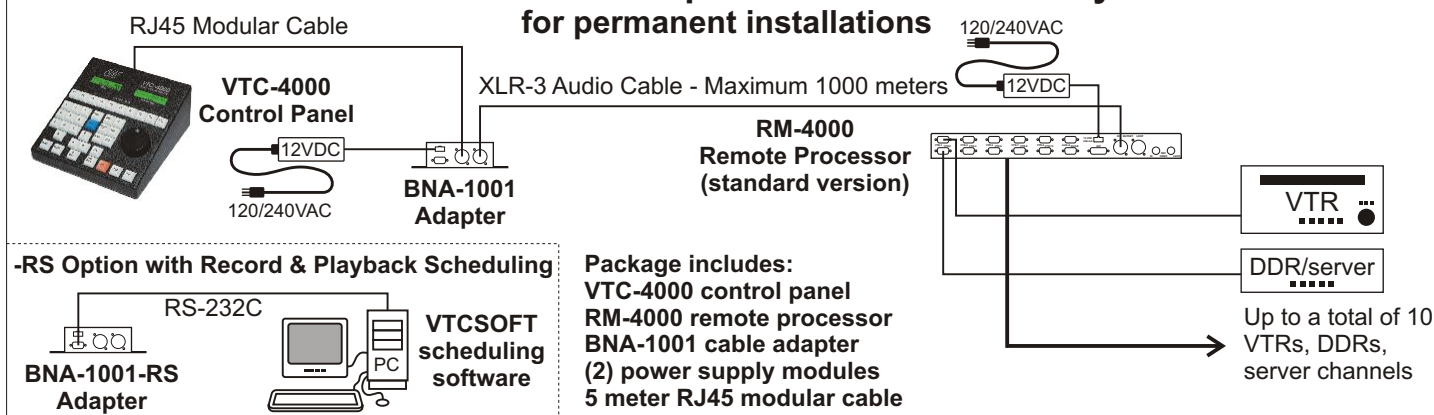 for permanent installations
RJ45 Modular Cable
120/240VAC
VTC-4000
Control Panel
XLR-3 Audio Cable - Maximum 1000 meters
12VDC
12VDC
RM-4000
Remote Processor
(standard version)
BNA-1001
Adapter
120/240VAC
VTR
DDR/server
Up to a total of 10
VTRs, DDRs,
server channels
-RS Option with Record & Playback Scheduling
RS-232C
VTCSOFT
scheduling
software
PC
BNA-1001-RS
Adapter
Package includes:
VTC-4000 control panel
RM-4000 remote processor
BNA-1001 cable adapter
(2) power supply modules
5 meter RJ45 modular cable